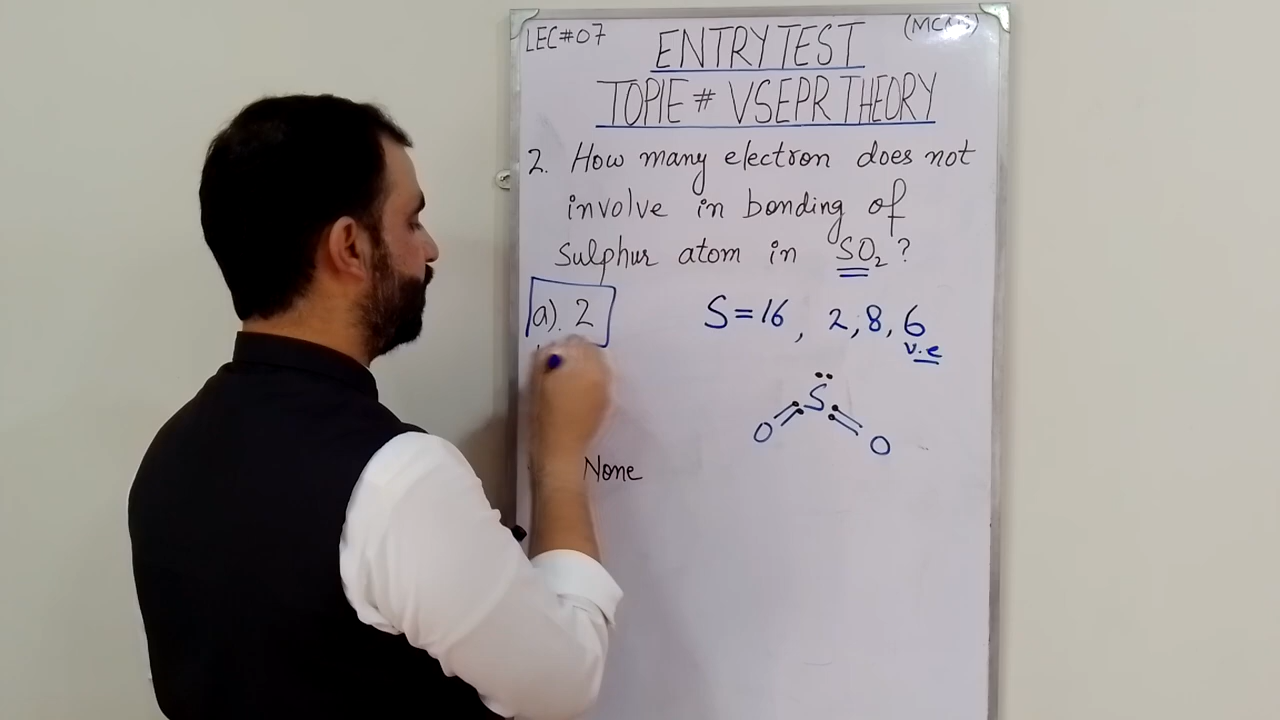 LEC#07
(MCQS)
ENTRY TEST
TOPIE # VSEPR THEORY
2. How many electron does not
involve in bonding of
sulphur atom in SO₂?
a). 2
S=16, 2,8,6
v.e
S
O O
None